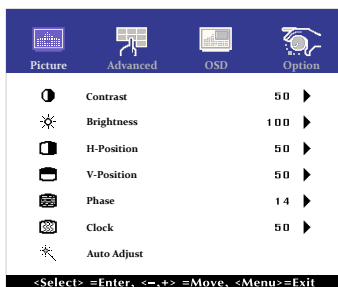 Picture Advanced OSD Option
Contrast 50
Brightness 100
H-Position 50
V-Position 50
Phase 14
Clock 50
Auto Adjust
<Select> =Enter, <–,+> =Move, <Menu>=Exit